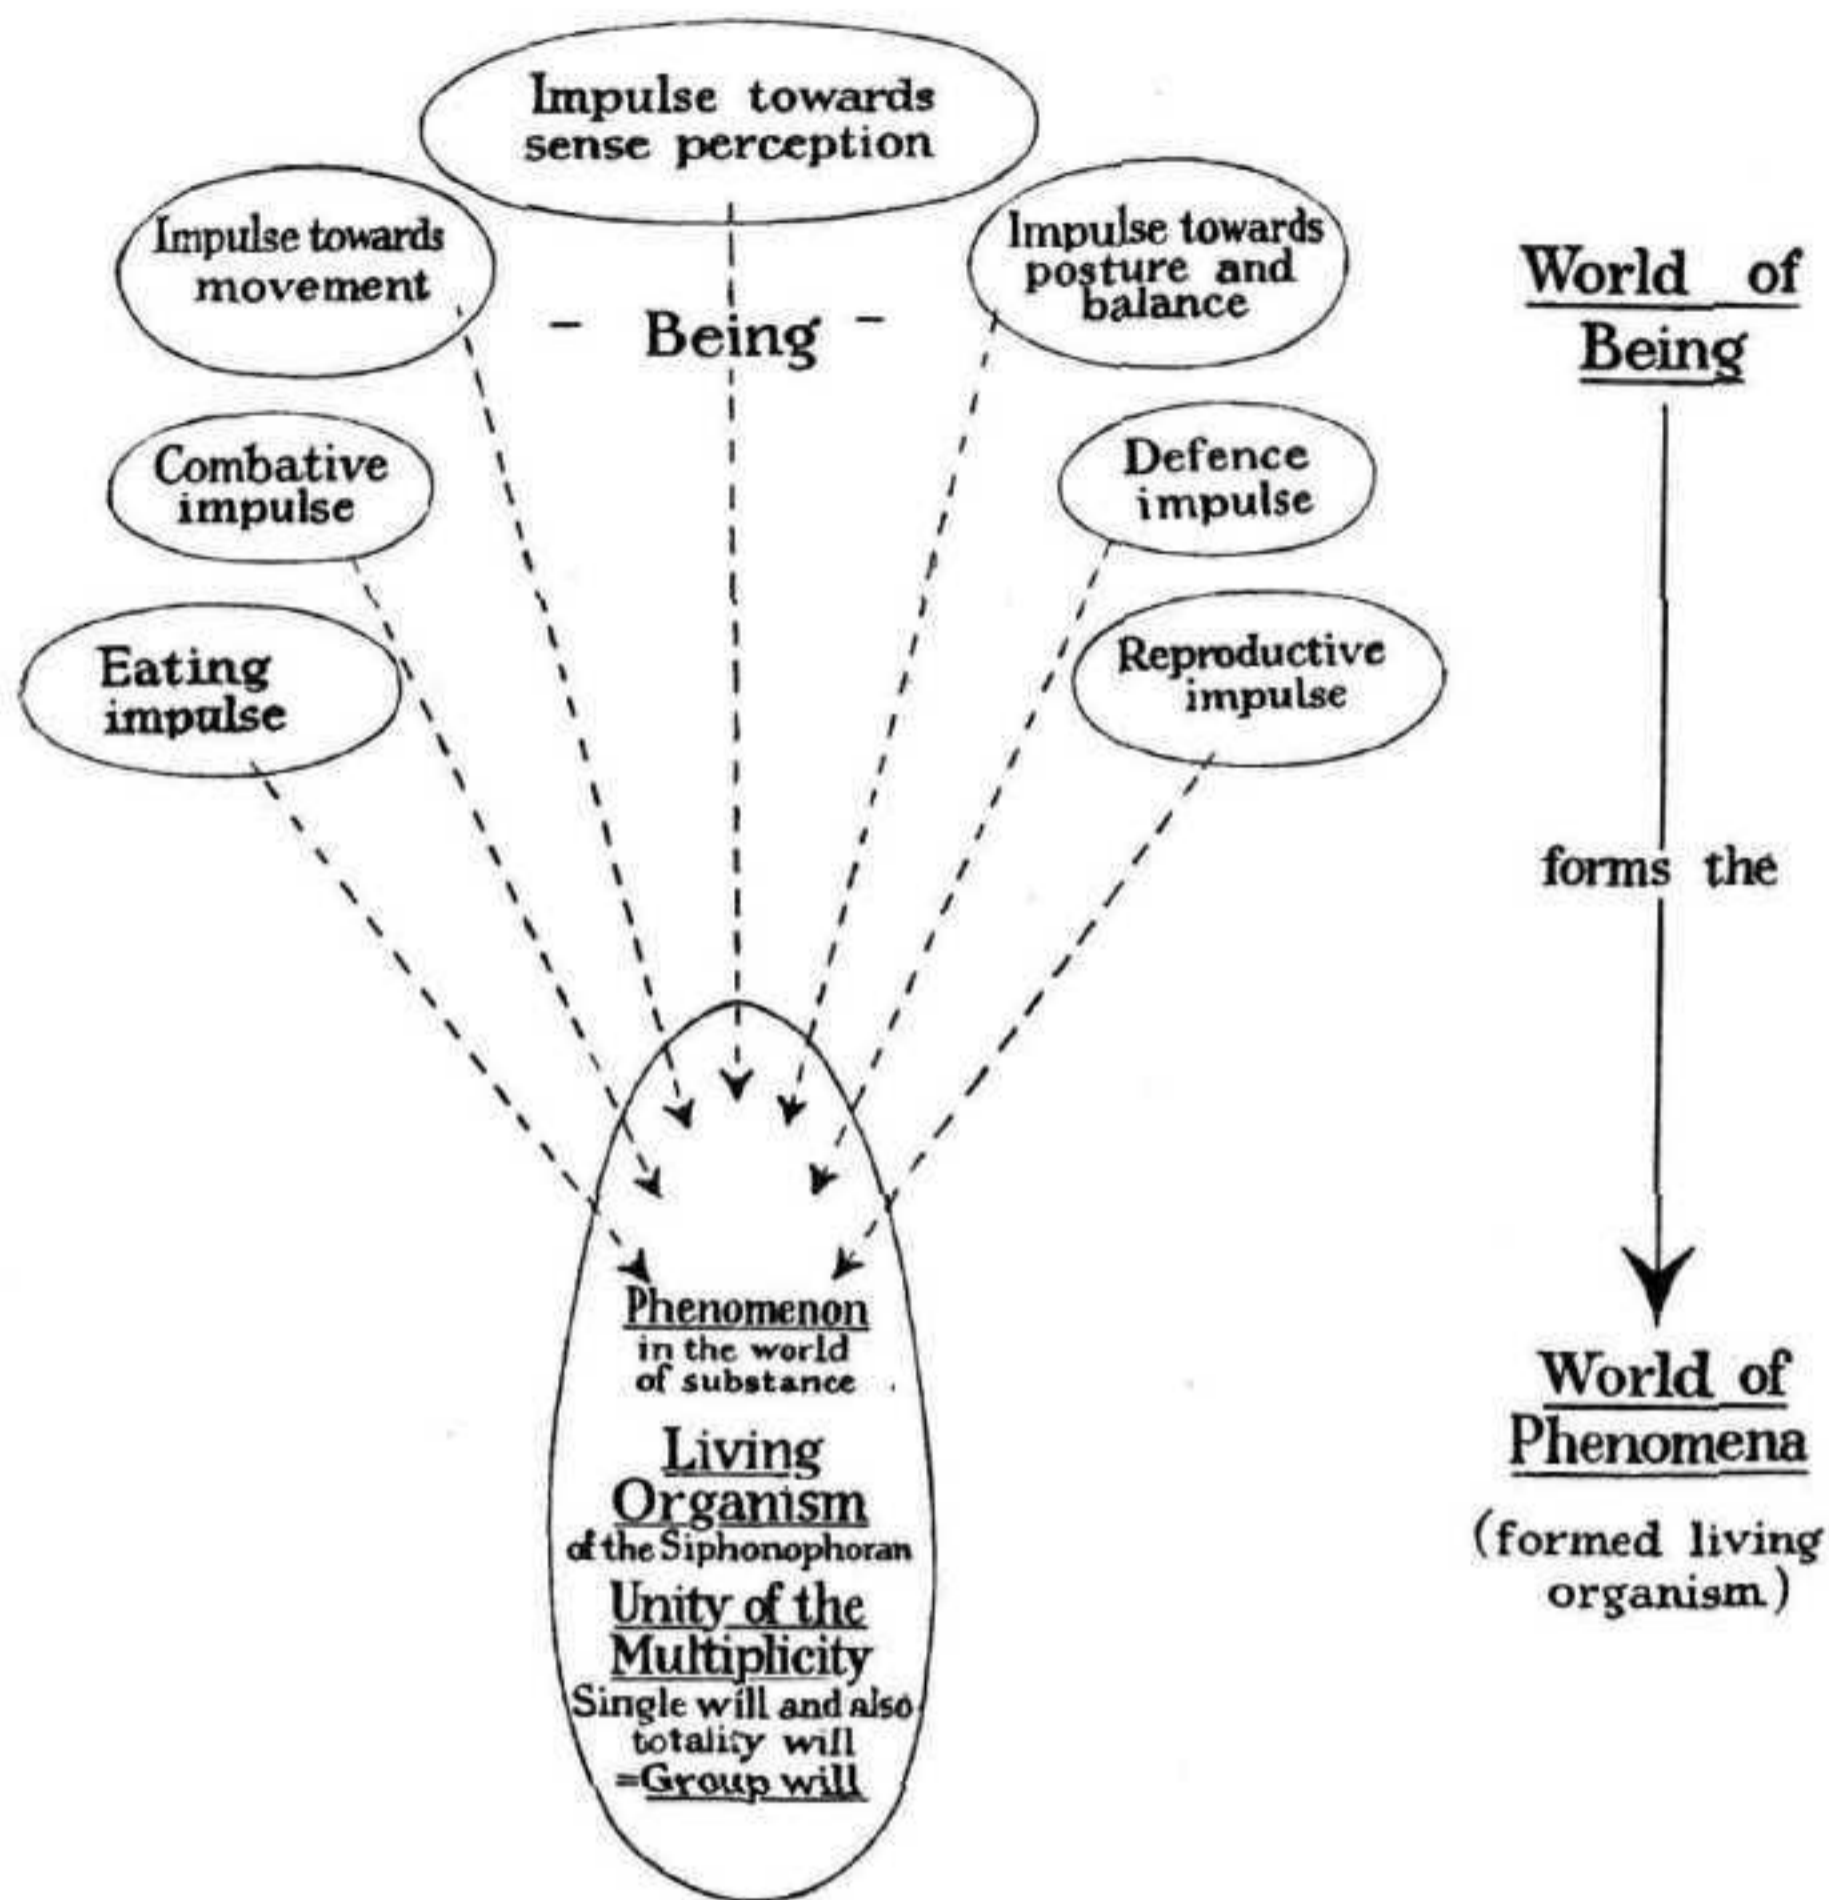 Impulse towards
sense perception
Impulse towards
movement
- Being -
Impulse towards
posture and
balance
Combative
impulse
Defence
impulse
Eating
impulse
Reproductive
impulse
Phenomenon
in the world
of substance
Living
Organism
of the Siphonophoran
Unity of the
Multiplicity
Single will and also
totality will
=Group will
World of
Being
forms the
World of
Phenomena
(formed living
organism)